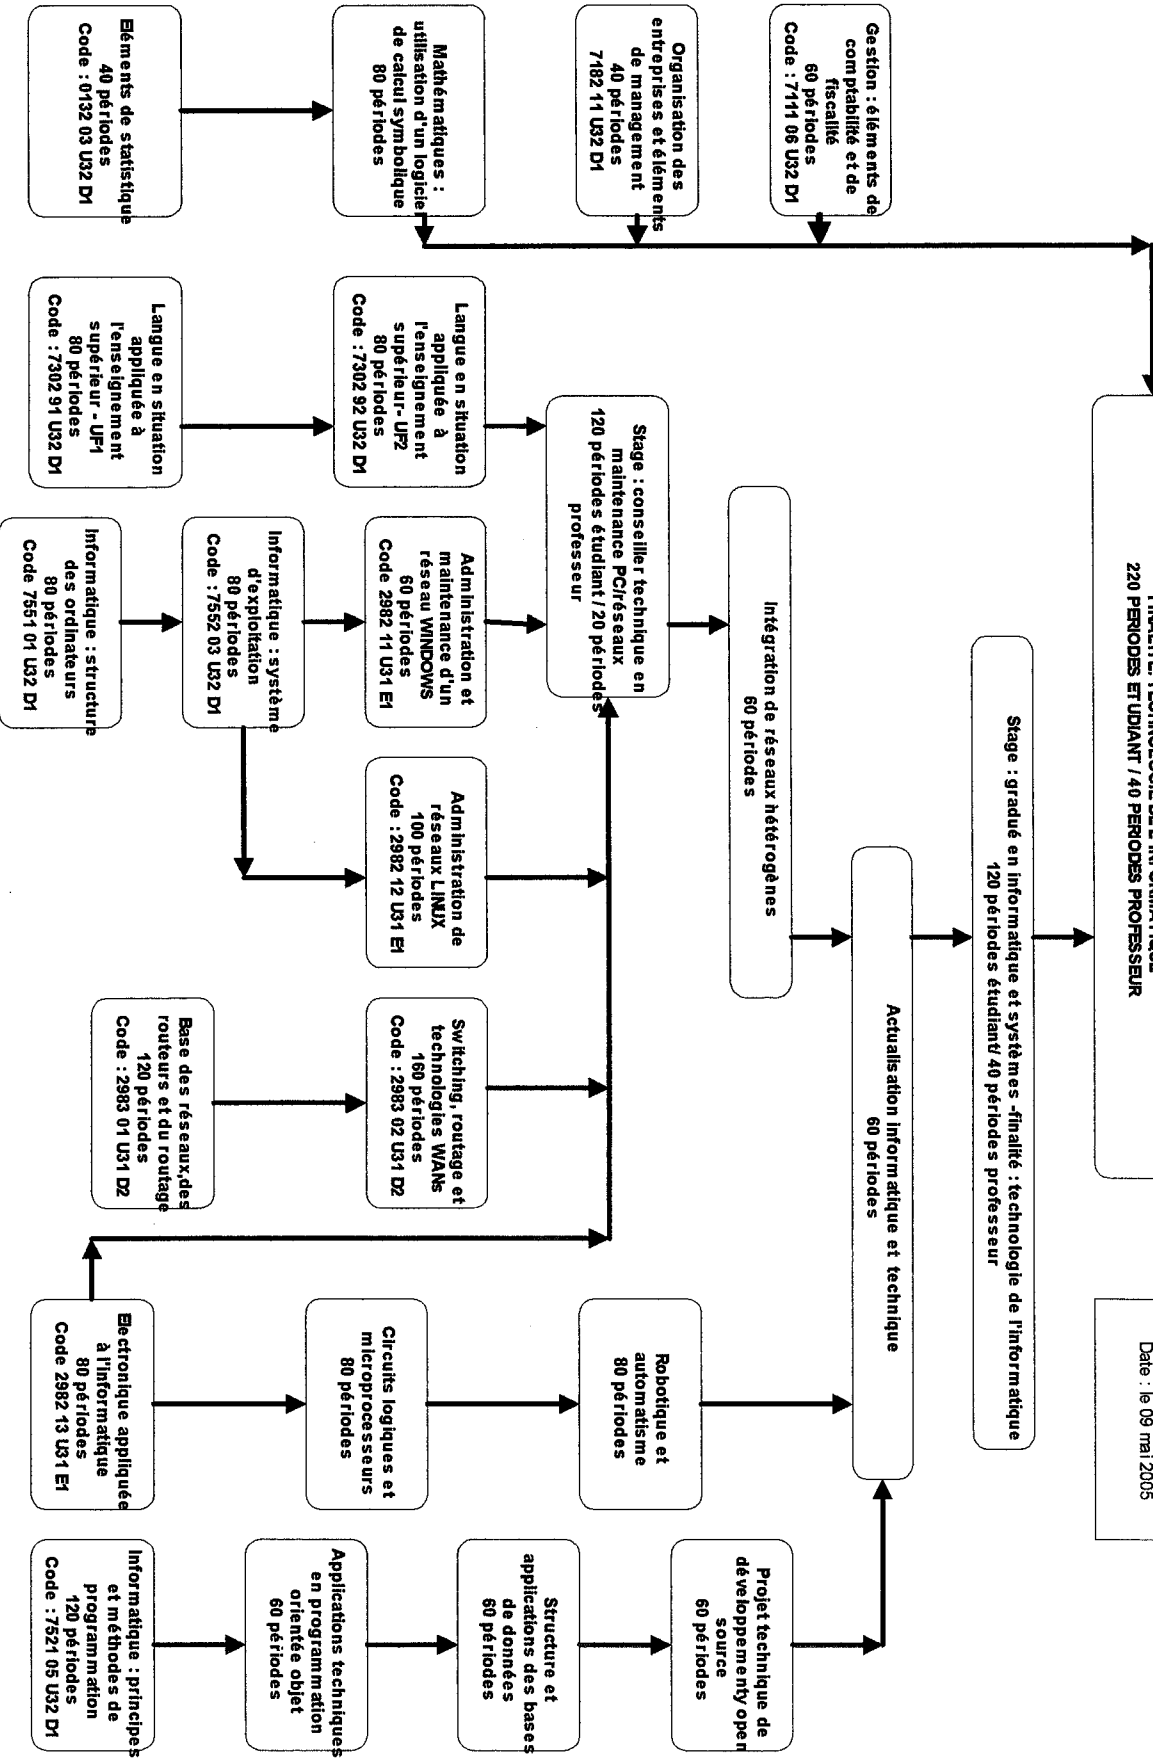 FINALITE: TECHNOLOGIE DE L'INFORMATIQUE
220 PERIODES ETUDIANT / 40 PERIODES PROFESSEUR
Date : le 09 mai 2005
Stage : gradué en informatique et systèmes -finalité : technologie de l'informatique
120 périodes étudiant/ 40 périodes professeur
Actualisation informatique et technique
60 périodes
Gestion : éléments de
comptabilité et de
fiscalité
60 périodes
Code : 7111 06 U32 D1
Intégration de réseaux hétérogènes
60 périodes
Projet technique de
développementy open
source
60 périodes
Organisation des
entreprises et éléments
de management
40 périodes
7182 11 U32 D1
Stage : conseiller technique en
maintenance PC/réseaux
120 périodes étudiant / 20 périodes
professeur
Robotique et
automatisme
80 périodes
Structure et
applications des bases
de données
60 périodes
Mathématiques :
utilisation d'un logiciel
de calcul symbolique
80 périodes
Langue en situation
appliquée à
l'enseignement
supérieur- UF2
80 périodes
Code : 7302 92 U32 D1
Administration et
maintenance d'un
réseau WINDOWS
60 périodes
Code 2982 11 U31 E1
Administration de
réseaux LINUX
100 périodes
Code : 2982 12 U31 E1
Switching, routage et
technologies WANs
160 périodes
Code : 2983 02 U31 D2
Circuits logiques et
microprocesseurs
80 périodes
Applications techniques
en programmation
orientée objet
60 périodes
Informatique : système
d'exploitation
80 périodes
Code : 7552 03 U32 D1
Base des réseaux,des
routeurs et du routage
120 périodes
Code : 2983 01 U31 D2
Eléments de statistique
40 périodes
Code : 0132 03 U32 D1
Langue en situation
appliquée à
l'enseignement
supérieur - UF1
80 périodes
Code : 7302 91 U32 D1
Informatique : structure
des ordinateurs
80 périodes
Code 7551 01 U32 D1
Electronique appliquée
à l'informatique
80 périodes
Code 2982 13 U31 E1
Informatique : principes
et méthodes de
programmation
120 périodes
Code : 7521 05 U32 D1